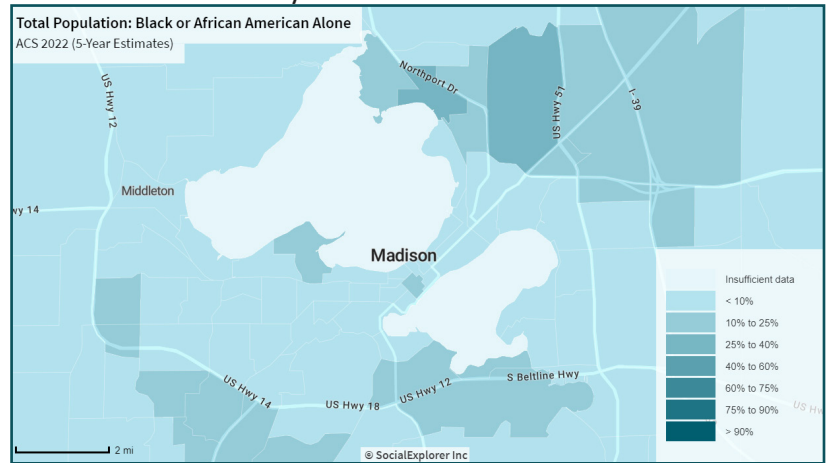 Total Population: Black or African American Alone
ACS 2022 (5-Year Estimates)
Northport Dr
US Hwy 12
US Hwy 51
I- 39
Middleton
wy 14
Madison
US Hwy 14
US Hwy 18
US Hwy 12
S Beltline Hwy
Insufficient data
< 10%
10% to 25%
25% to 40%
40% to 60%
60% to 75%
75% to 90%
> 90%
US Hw
2 mi
© SocialExplorer Inc